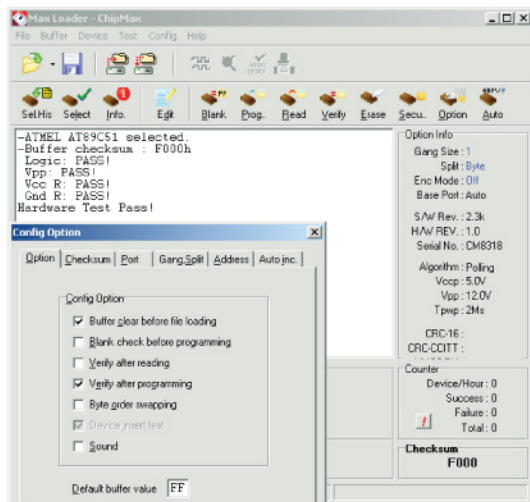 Max Loader - ChipMax
File Buffer Device Test Config Help
Sel.His Select Info. Edit Blank Prog.. Read Verify Erase Secu.. Option Auto
-ATMEL AT89C51 selected.
-Buffer checksum : F000h
Logic: PASS!
Vpp: PASS!
Vcc R: PASS!
Gnd R: PASS!
Hardware Test Pass!
Option Info
Gang Size : 1
Split : Byte
Enc Mode : Off
Base Port : Auto
S/W Rev. : 2.3k
H/W REV. : 1.0
Serial No. : CM8318
Algorithm : Polling
Vccp : 5.0V
Vpp : 12.0V
Tpwp : 2Ms
CRC-16 :
CRC-CCITT :
Counter
Device/Hour : 0
Success : 0
Failure : 0
Total : 0
Checksum
F000
Config Option
Option Checksum Port Gang,Split Address Auto inc.
Config Option
Buffer clear before file loading
Blank check before programming
Verify after reading
Verify after programming
Byte order swapping
Device insert test
Sound
Default buffer value FF